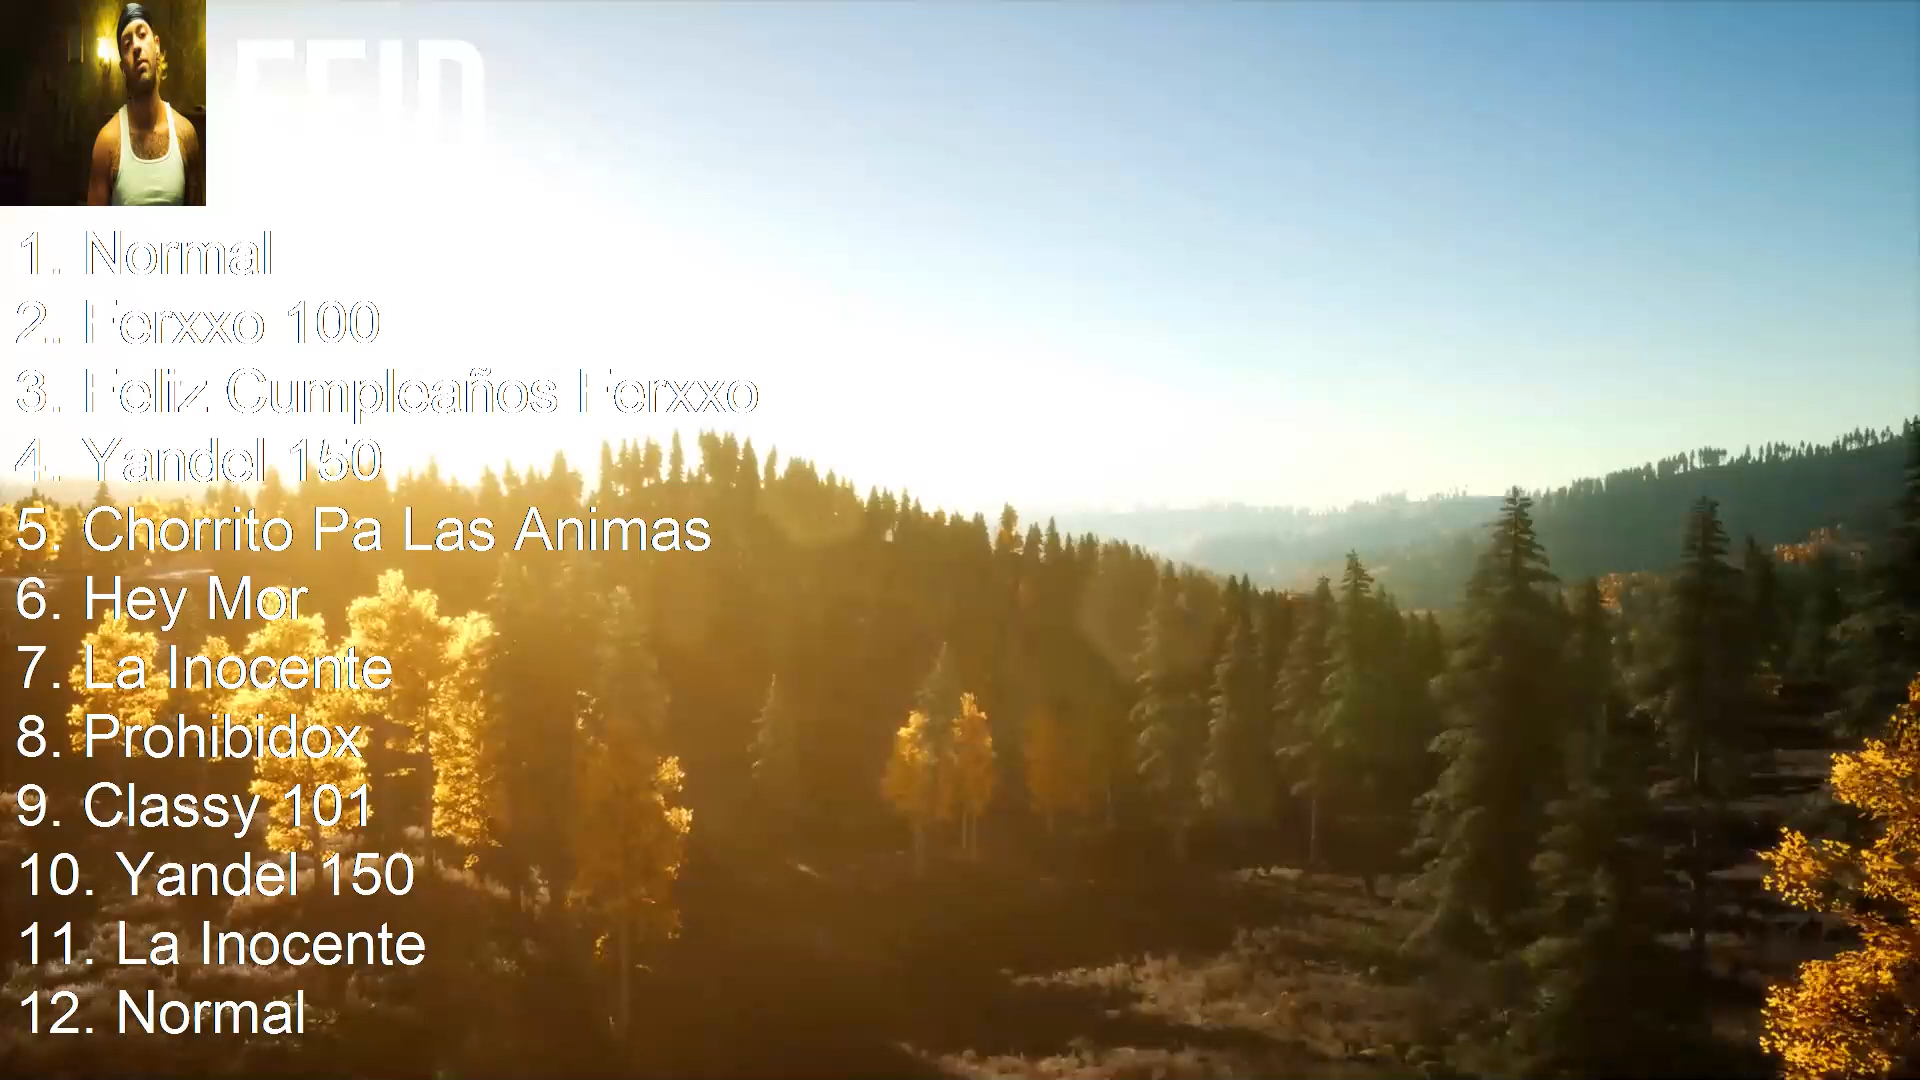 FEID
1. Normal
2. Ferxxo 100
3. Feliz Cumpleaños Ferxxo
4. Yandel 150
5. Chorrito Pa Las Animas
6. Hey Mor
7. La Inocente
8. Prohibidox
9. Classy 101
10. Yandel 150
11. La Inocente
12. Normal